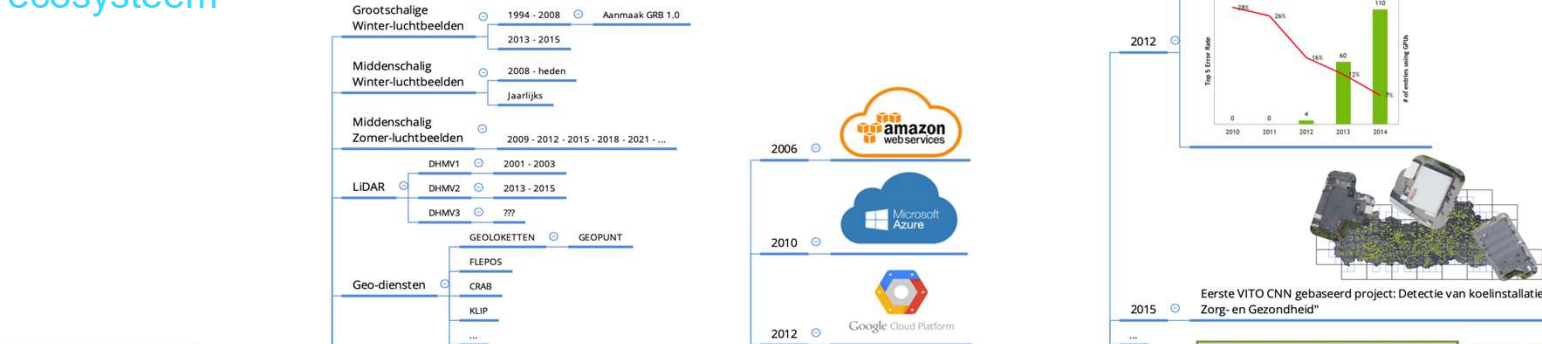 ecosysteem
Grootschalige
Winter-luchtbeelden
1994 - 2008
Aanmaak GRB 1.0
2013 - 2015
Middenschalig
Winter-luchtbeelden
2008 - heden
Jaarlijks
Middenschalig
Zomer-luchtbeelden
2009 - 2012 - 2015 - 2018 - 2021 - ...
LiDAR
DHMV1
2001 - 2003
DHMV2
2013 - 2015
DHMV3
???
Geo-diensten
GEOLOKETTEN
GEOPUNT
FLEPOS
CRAB
KLIP
...
2006
amazon
webservices
2010
Microsoft
Azure
2012
Google Cloud Platform
2012
Top 5 Error Rate
# of entries using GPUs
28%
26%
16%
12%
7%
0
0
4
60
110
2010
2011
2012
2013
2014
2015
Eerste VITO CNN gebaseerd project: Detectie van koelinstallatie
Zorg- en Gezondheid"
...